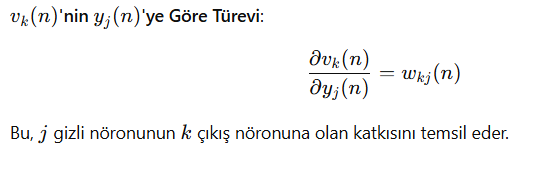 v_k(n)'nin y_j(n)'ye Göre Türevi:
∂v_k(n)/∂y_j(n) = w_kj(n)
Bu, j gizli nöronunun k çıkış nöronuna olan katkısını temsil eder.